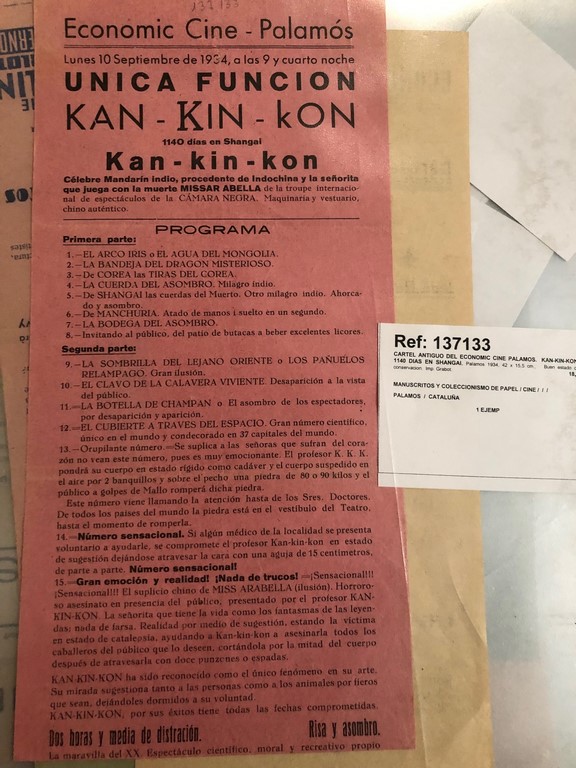 137/133
Economic Cine - Palamós
Lunes 10 Septiembre de 1934, a las 9 y cuarto noche
UNICA FUNCION
KAN - KIN - kON
1140 días en Shangai
Kan - kin - kon
Célebre Mandarín indio, procedente de Indochina y la señorita
que juega con la muerte MISSAR ABELLA de la troupe internacio-
nal de espectáculos de la CÁMARA NEGRA. Maquinaria y vestuario,
chino auténtico.
PROGRAMA
Primera parte:
1.—EL ARCO IRIS o EL AGUA DEL MONGOLIA.
2.—LA BANDEJA DEL DRAGON MISTERIOSO.
3.—De COREA las TIRAS DEL COREA.
4.—LA CUERDA DEL ASOMBRO. Milagro indio.
5.—De SHANGAI las cuerdas del Muerto. Otro milagro indio. Ahorca-
do y asombro.
6.—De MANCHURIA. Atado de manos i suelto en un segundo.
7.—LA BODEGA DEL ASOMBRO.
8.—Invitando al público, del patio de butacas a beber excelentes licores.
Segunda parte:
9.—LA SOMBRILLA DEL LEJANO ORIENTE o LOS PAÑUELOS
RELAMPAGO. Gran ilusión.
10.—EL CLAVO DE LA CALAVERA VIVIENTE. Desaparición a la vista
del público.
11.—LA BOTELLA DE CHAMPAN o El asombro de los espectadores,
por desaparición y aparición.
12.—EL CUBIERTE A TRAVES DEL ESPACIO. Gran número científico,
único en el mundo y condecorado en 37 capitales del mundo.
13.—Orupilante número.—Se suplica a las señoras que sufran del cora-
zón no vean este número, pues es muy emocionante. El profesor K. K. K.
pondrá su cuerpo en estado rígido como cadáver y el cuerpo suspendido en
el aire por 2 banquillos y sobre el pecho una piedra de 80 a 90 kilos y el
público a golpes de Mallo romperá dicha piedra.
Este número viene llamando la atención hasta de los Sres. Doctores.
De todos los paises del mundo la piedra está en el vestíbulo del Teatro,
hasta el momento de romperla.
14.—Número sensacional. Si algún médico de la localidad se presenta
voluntario a ayudarle, se compromete el profesor Kan-kin-kon en estado
de sugestión dejándose atravesar la cara con una aguja de 15 centímetros,
de parte a parte. Número sensacional!
15.—Gran emoción y realidad! ¡Nada de trucos! =¡Sensacional!!!
¡Sensacional!!! El suplicio chino de MISS ARABELLA (ilusión). Horroro-
so asesinato en presencia del público, presentado por el profesor KAN-
KIN-KON. La señorita que tiene la vida como los fantasmas de las leyen-
das; nada de farsa. Realidad por medio de sugestión, estando la víctima
en estado de catalepsia, ayudando a Kan-kin-kon a asesinarla todos los
caballeros del público que lo deseen, cortándola por la mitad del cuerpo
después de atravesarla con doce punzones o espadas.
KAN-KIN-KON ha sido reconocido como el único fenómeno en su arte.
Su mirada sugestiona tanto a las personas como a los animales por fieros
que sean, dejándoles dormidos a su voluntad.
KAN-KIN-KON, por sus éxitos tiene todas las fechas comprometidas.
Dos horas y media de distración. Risa y asombro.
La maravilla del XX. Espectáculo científico, moral y recreativo propio
Ref: 137133
CARTEL ANTIGUO DEL ECONOMIC CINE PALAMOS. KAN-KIN-KON
1140 DIAS EN SHANGAI. Palamos 1934, 42 x 15,5 cm, Buen estado
conservacion. Imp. Grabot 18,
MANUSCRITOS Y COLECCIONISMO DE PAPEL / CINE / / /
PALAMOS / CATALUÑA
1 EJEMP